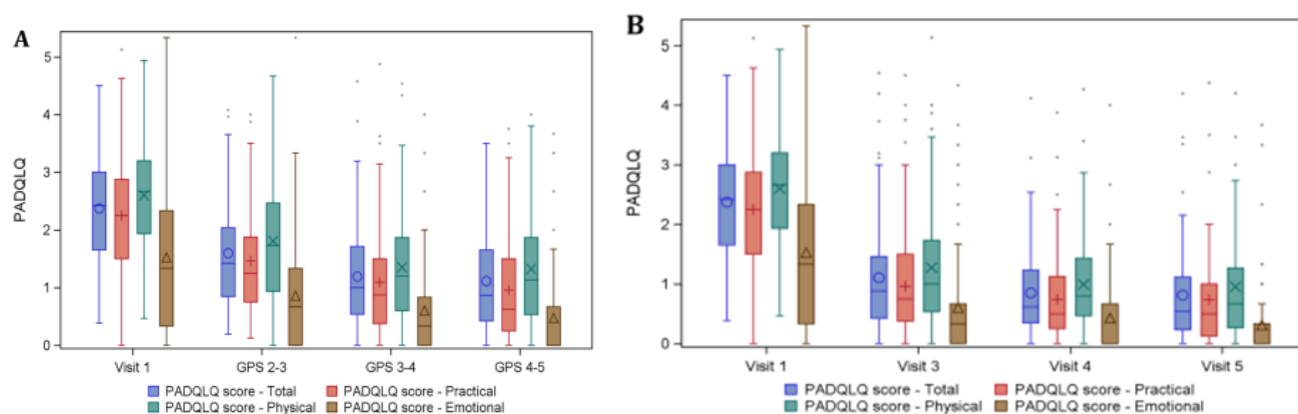 A
PADQLQ
5
4
3
2
1
0
Visit 1 GPS 2-3 GPS 3-4 GPS 4-5
PADQLQ score - Total PADQLQ score - Practical
PADQLQ score - Physical PADQLQ score - Emotional
B
PADQLQ
5
4
3
2
1
0
Visit 1 Visit 3 Visit 4 Visit 5
PADQLQ score - Total PADQLQ score - Practical
PADQLQ score - Physical PADQLQ score - Emotional